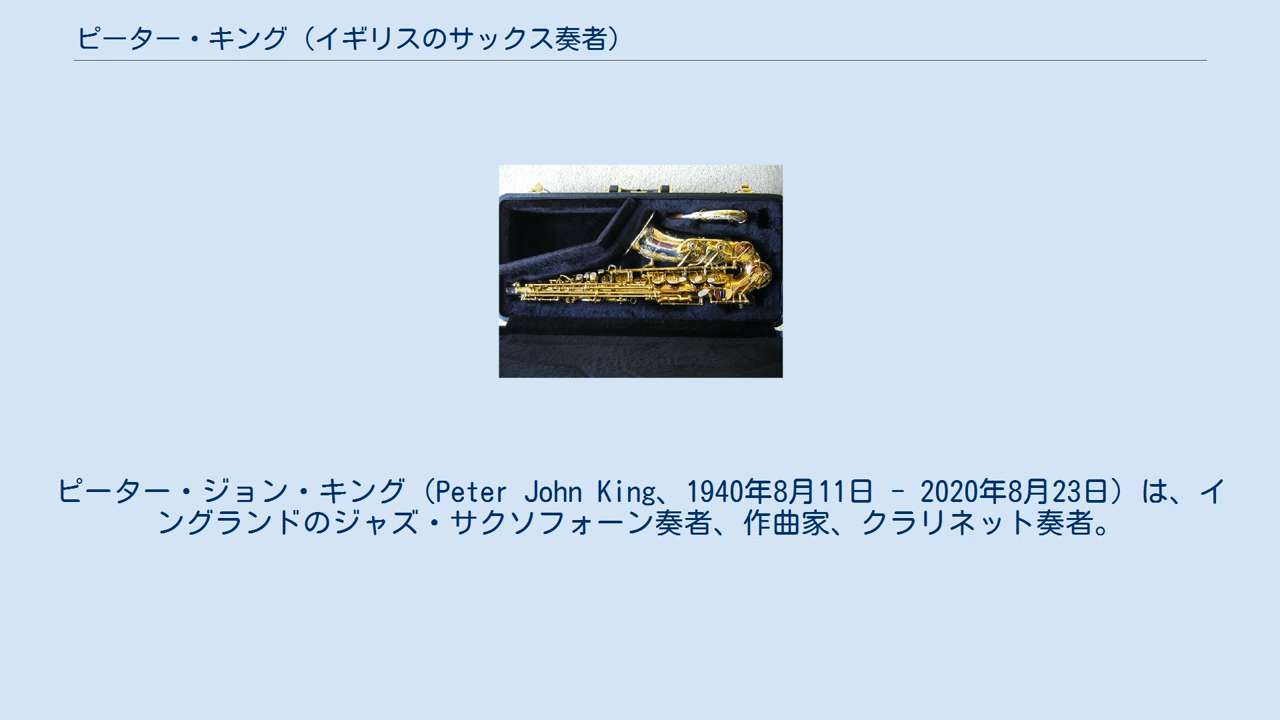 ピーター・キング（イギリスのサックス奏者）
ピーター・ジョン・キング（Peter John King、1940年8月11日 - 2020年8月23日）は、イ
ングランドのジャズ・サクソフォーン奏者、作曲家、クラリネット奏者。